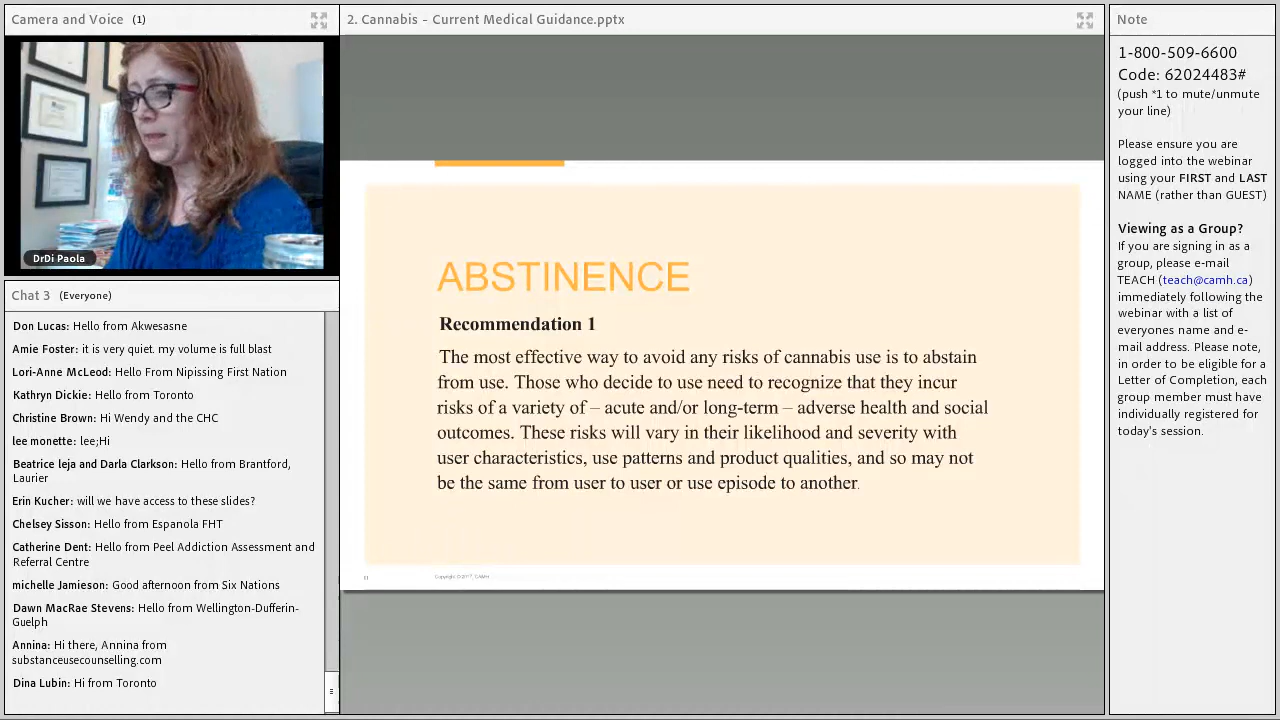 Camera and Voice (1)
DrDi Paola
Chat 3 (Everyone)
Don Lucas: Hello from Akwesasne
Amie Foster: it is very quiet. my volume is full blast
Lori-Anne McLeod: Hello From Nipissing First Nation
Kathryn Dickie: Hello from Toronto
Christine Brown: Hi Wendy and the CHC
lee monette: lee;Hi
Beatrice leja and Darla Clarkson: Hello from Brantford,
Laurier
Erin Kucher: will we have access to these slides?
Chelsey Sisson: Hello from Espanola FHT
Catherine Dent: Hello from Peel Addiction Assessment and
Referral Centre
michelle Jamieson: Good afternoon from Six Nations
Dawn MacRae Stevens: Hello from Wellington-Dufferin-
Guelph
Annina: Hi there, Annina from
substanceusecounselling.com
Dina Lubin: Hi from Toronto
2. Cannabis - Current Medical Guidance.pptx
ABSTINENCE
Recommendation 1
The most effective way to avoid any risks of cannabis use is to abstain
from use. Those who decide to use need to recognize that they incur
risks of a variety of – acute and/or long-term – adverse health and social
outcomes. These risks will vary in their likelihood and severity with
user characteristics, use patterns and product qualities, and so may not
be the same from user to user or use episode to another.
Copyright © 2017, CAMH
Note
1-800-509-6600
Code: 62024483#
(push *1 to mute/unmute
your line)
Please ensure you are
logged into the webinar
using your FIRST and LAST
NAME (rather than GUEST)
Viewing as a Group?
If you are signing in as a
group, please e-mail
TEACH (teach@camh.ca)
immediately following the
webinar with a list of
everyones name and e-
mail address. Please note,
in order to be eligible for a
Letter of Completion, each
group member must have
individually registered for
today's session.